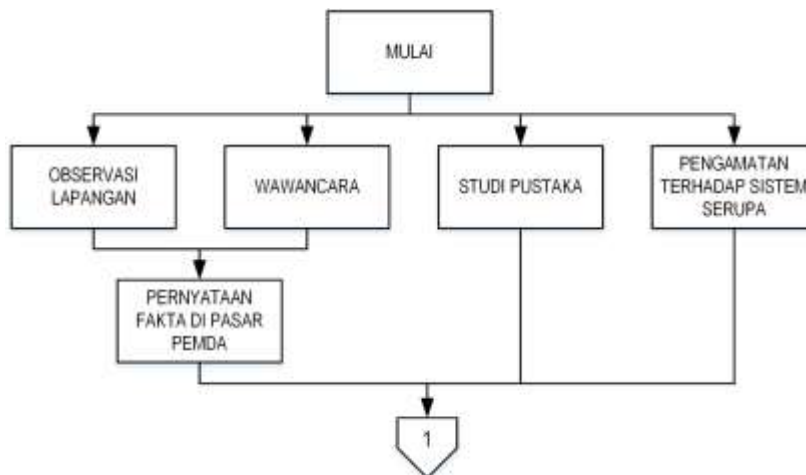 MULAI
OBSERVASI
LAPANGAN
WAWANCARA
STUDI PUSTAKA
PENGAMATAN
TERHADAP SISTEM
SERUPA
PERNYATAAN
FAKTA DI PASAR
PEMDA
1